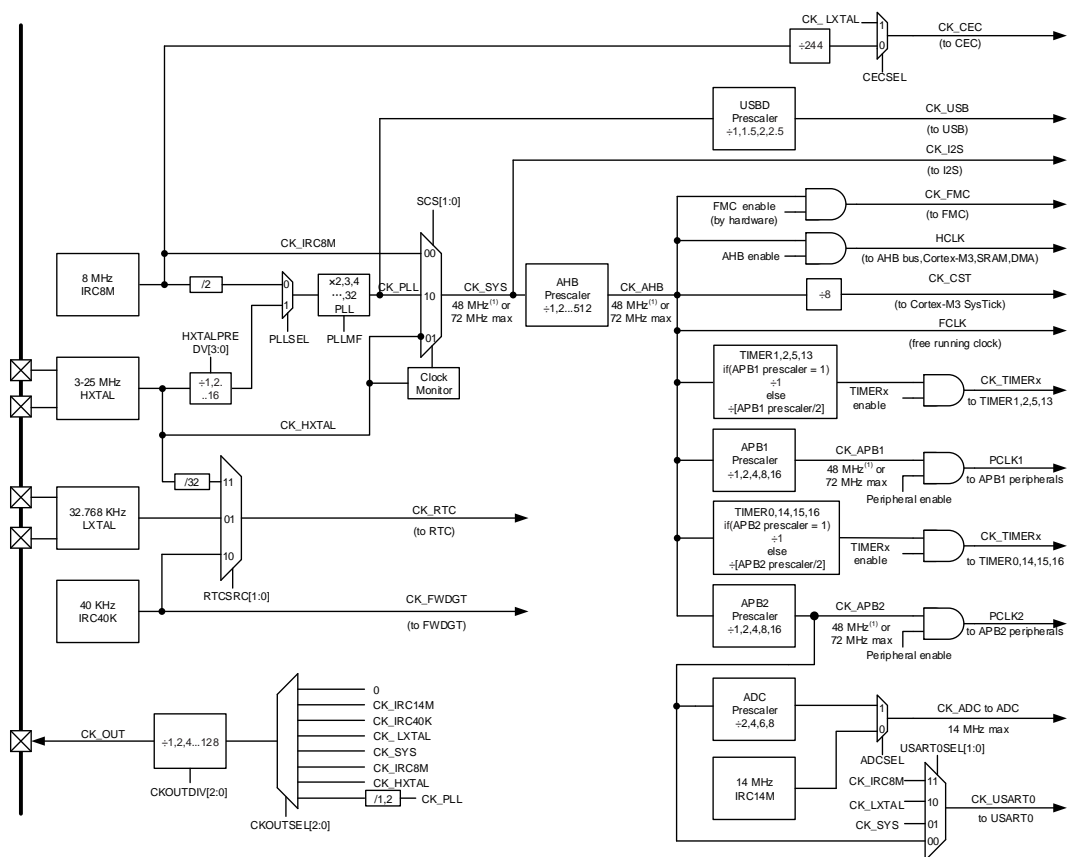 CK_ LXTAL
1
0
÷244
CECSEL
CK_CEC
(to CEC)
USBD
Prescaler
÷1,1.5,2,2.5
CK_USB
(to USB)
CK_I2S
(to I2S)
SCS[1:0]
FMC enable
(by hardware)
CK_FMC
(to FMC)
CK_IRC8M
00
AHB enable
HCLK
(to AHB bus,Cortex-M3,SRAM,DMA)
8 MHz
IRC8M
/2
0
1
PLLSEL
×2,3,4
…,32
PLL
PLLMF
CK_PLL
10
CK_SYS
48 MHz(1) or
72 MHz max
AHB
Prescaler
÷1,2...512
CK_AHB
48 MHz(1) or
72 MHz max
÷8
CK_CST
(to Cortex-M3 SysTick)
FCLK
(free running clock)
HXTALPRE
DV[3:0]
01
3-25 MHz
HXTAL
÷1,2.
..16
Clock
Monitor
CK_HXTAL
TIMER1,2,5,13
if(APB1 prescaler = 1)
÷1
else
÷[APB1 prescaler/2]
TIMERx
enable
CK_TIMERx
to TIMER1,2,5,13
APB1
Prescaler
÷1,2,4,8,16
CK_APB1
48 MHz(1) or
72 MHz max
Peripheral enable
PCLK1
to APB1 peripherals
/32
11
32.768 KHz
LXTAL
01
10
RTCSRC[1:0]
CK_RTC
(to RTC)
TIMER0,14,15,16
if(APB2 prescaler = 1)
÷1
else
÷[APB2 prescaler/2]
TIMERx
enable
CK_TIMERx
to TIMER0,14,15,16
40 KHz
IRC40K
CK_FWDGT
(to FWDGT)
APB2
Prescaler
÷1,2,4,8,16
CK_APB2
48 MHz(1) or
72 MHz max
Peripheral enable
PCLK2
to APB2 peripherals
ADC
Prescaler
÷2,4,6,8
1
0
ADCSEL
CK_ADC to ADC
14 MHz max
14 MHz
IRC14M
USART0SEL[1:0]
CK_IRC8M
11
CK_LXTAL
10
CK_SYS
01
00
CK_USART0
to USART0
CK_OUT
÷1,2,4...128
CKOUTDIV[2:0]
0
CK_IRC14M
CK_IRC40K
CK_ LXTAL
CK_SYS
CK_IRC8M
CK_HXTAL
/1,2
CK_PLL
CKOUTSEL[2:0]